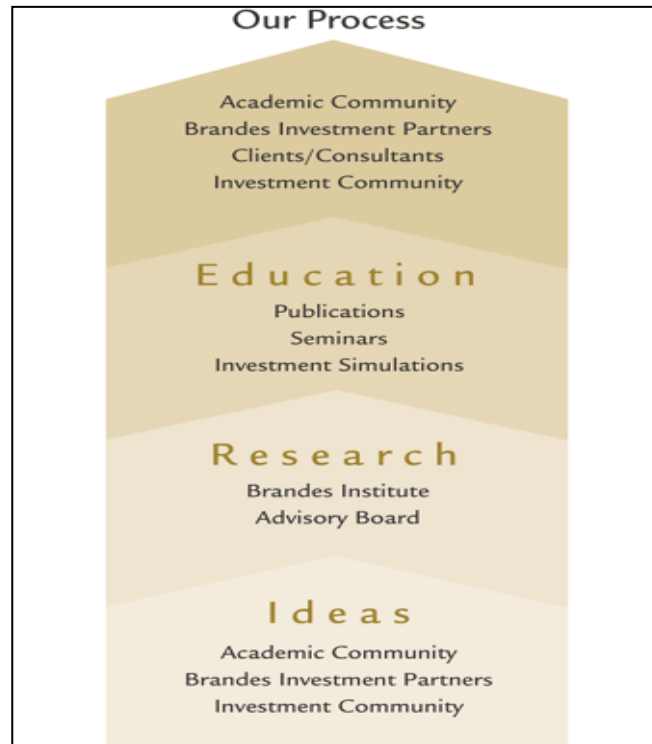 Our Process
Academic Community
Brandes Investment Partners
Clients/Consultants
Investment Community
Education
Publications
Seminars
Investment Simulations
Research
Brandes Institute
Advisory Board
Ideas
Academic Community
Brandes Investment Partners
Investment Community